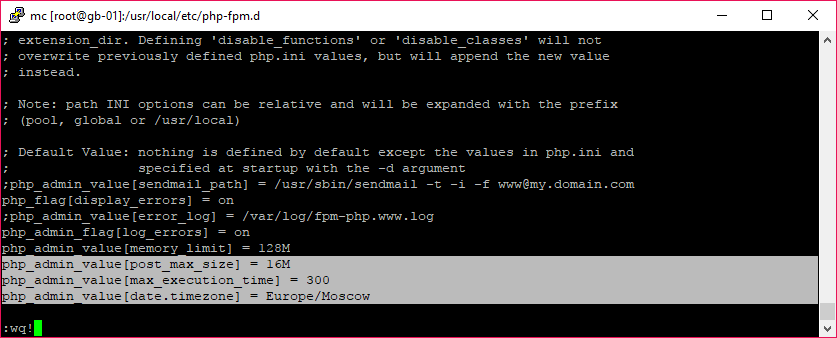 mc [root@gb-01]:/usr/local/etc/php-fpm.d
; extension_dir. Defining 'disable_functions' or 'disable_classes' will not
; overwrite previously defined php.ini values, but will append the new value
; instead.
; Note: path INI options can be relative and will be expanded with the prefix
; (pool, global or /usr/local)
; Default Value: nothing is defined by default except the values in php.ini and
;                specified at startup with the -d argument
;php_admin_value[sendmail_path] = /usr/sbin/sendmail -t -i -f www@my.domain.com
php_flag[display_errors] = on
;php_admin_value[error_log] = /var/log/fpm-php.www.log
php_admin_flag[log_errors] = on
php_admin_value[memory_limit] = 128M
php_admin_value[post_max_size] = 16M
php_admin_value[max_execution_time] = 300
php_admin_value[date.timezone] = Europe/Moscow
:wq!